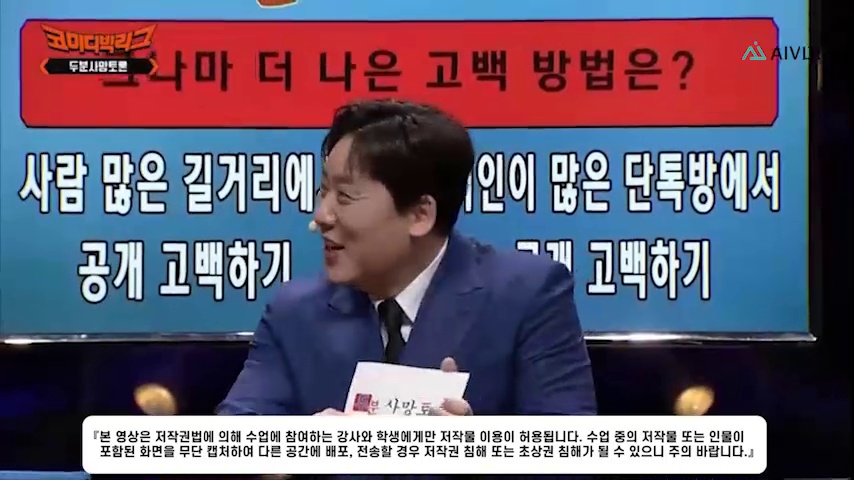 코미디빅리그
두분사망토론
AIVL
그나마 더 나은 고백 방법은?
사람 많은 길거리에
인이 많은 단톡방에서
공개 고백하기
공개 고백하기
분 사망토
『본 영상은 저작권법에 의해 수업에 참여하는 강사와 학생에게만 저작물 이용이 허용됩니다. 수업 중의 저작물 또는 인물이
포함된 화면을 무단 캡처하여 다른 공간에 배포, 전송할 경우 저작권 침해 또는 초상권 침해가 될 수 있으니 주의 바랍니다.』